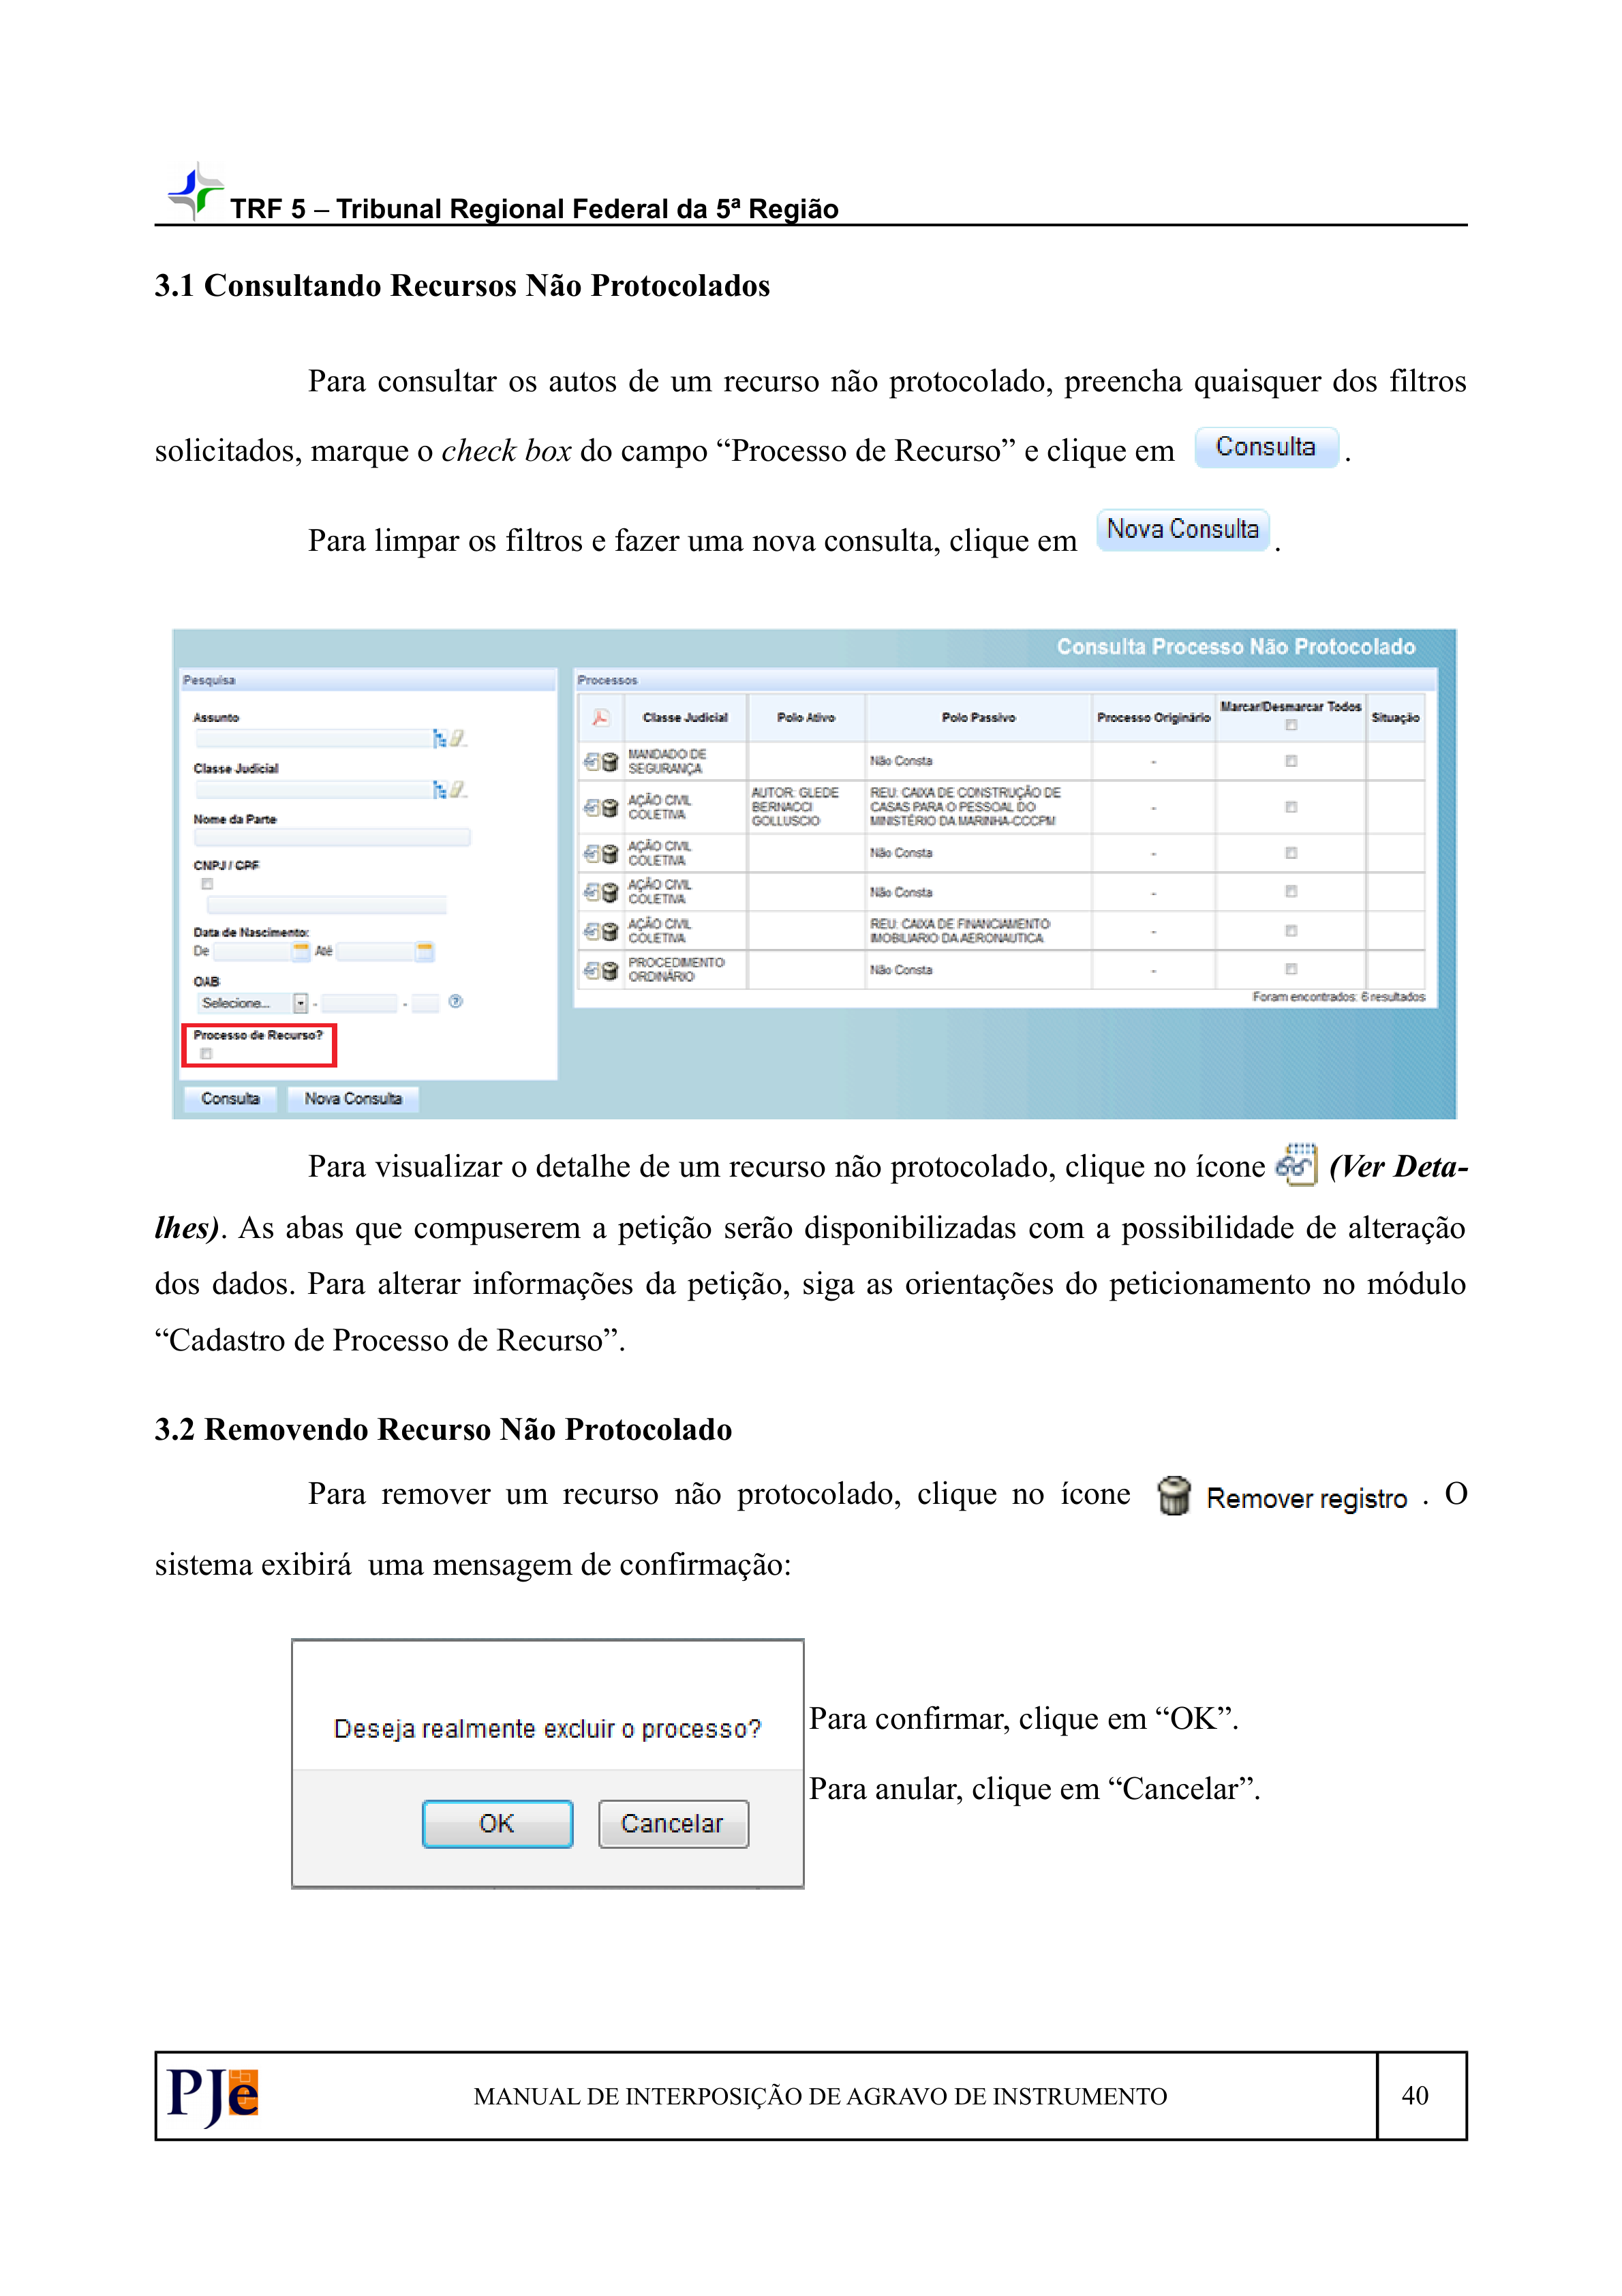 TRF 5 – Tribunal Regional Federal da 5ª Região
3.1 Consultando Recursos Não Protocolados
Para consultar os autos de um recurso não protocolado, preencha quaisquer dos filtros
solicitados, marque o check box do campo “Processo de Recurso” e clique em Consulta .
Para limpar os filtros e fazer uma nova consulta, clique em Nova Consulta .
Consulta Processo Não Protocolado
Pesquisa
Assunto
Classe Judicial
Nome da Parte
CNPJ / CPF
Data de Nascimento:
De Até
OAB
Selecione... - -
Processo de Recurso?
Consulta Nova Consulta
Processos
Classe Judicial Polo Ativo Polo Passivo Processo Originário Marcar/Desmarcar Todos Situação
MANDADO DE
SEGURANÇA
Não Consta -
AÇÃO CIVIL
COLETIVA
AUTOR: GLEDE
BERNACCI
GOLLUSCIO
REU: CAIXA DE CONSTRUÇÃO DE
CASAS PARA O PESSOAL DO
MINISTÉRIO DA MARINHA-CCCPM
-
AÇÃO CIVIL
COLETIVA
Não Consta -
AÇÃO CIVIL
COLETIVA
Não Consta -
AÇÃO CIVIL
COLETIVA
REU: CAIXA DE FINANCIAMENTO
IMOBILIARIO DA AERONAUTICA
-
PROCEDIMENTO
ORDINÁRIO
Não Consta -
Foram encontrados: 6 resultados
Para visualizar o detalhe de um recurso não protocolado, clique no ícone (Ver Deta-
lhes). As abas que compuserem a petição serão disponibilizadas com a possibilidade de alteração
dos dados. Para alterar informações da petição, siga as orientações do peticionamento no módulo
“Cadastro de Processo de Recurso”.
3.2 Removendo Recurso Não Protocolado
Para remover um recurso não protocolado, clique no ícone Remover registro . O
sistema exibirá uma mensagem de confirmação:
Deseja realmente excluir o processo?
OK Cancelar
Para confirmar, clique em “OK”.
Para anular, clique em “Cancelar”.
PJe
MANUAL DE INTERPOSIÇÃO DE AGRAVO DE INSTRUMENTO
40